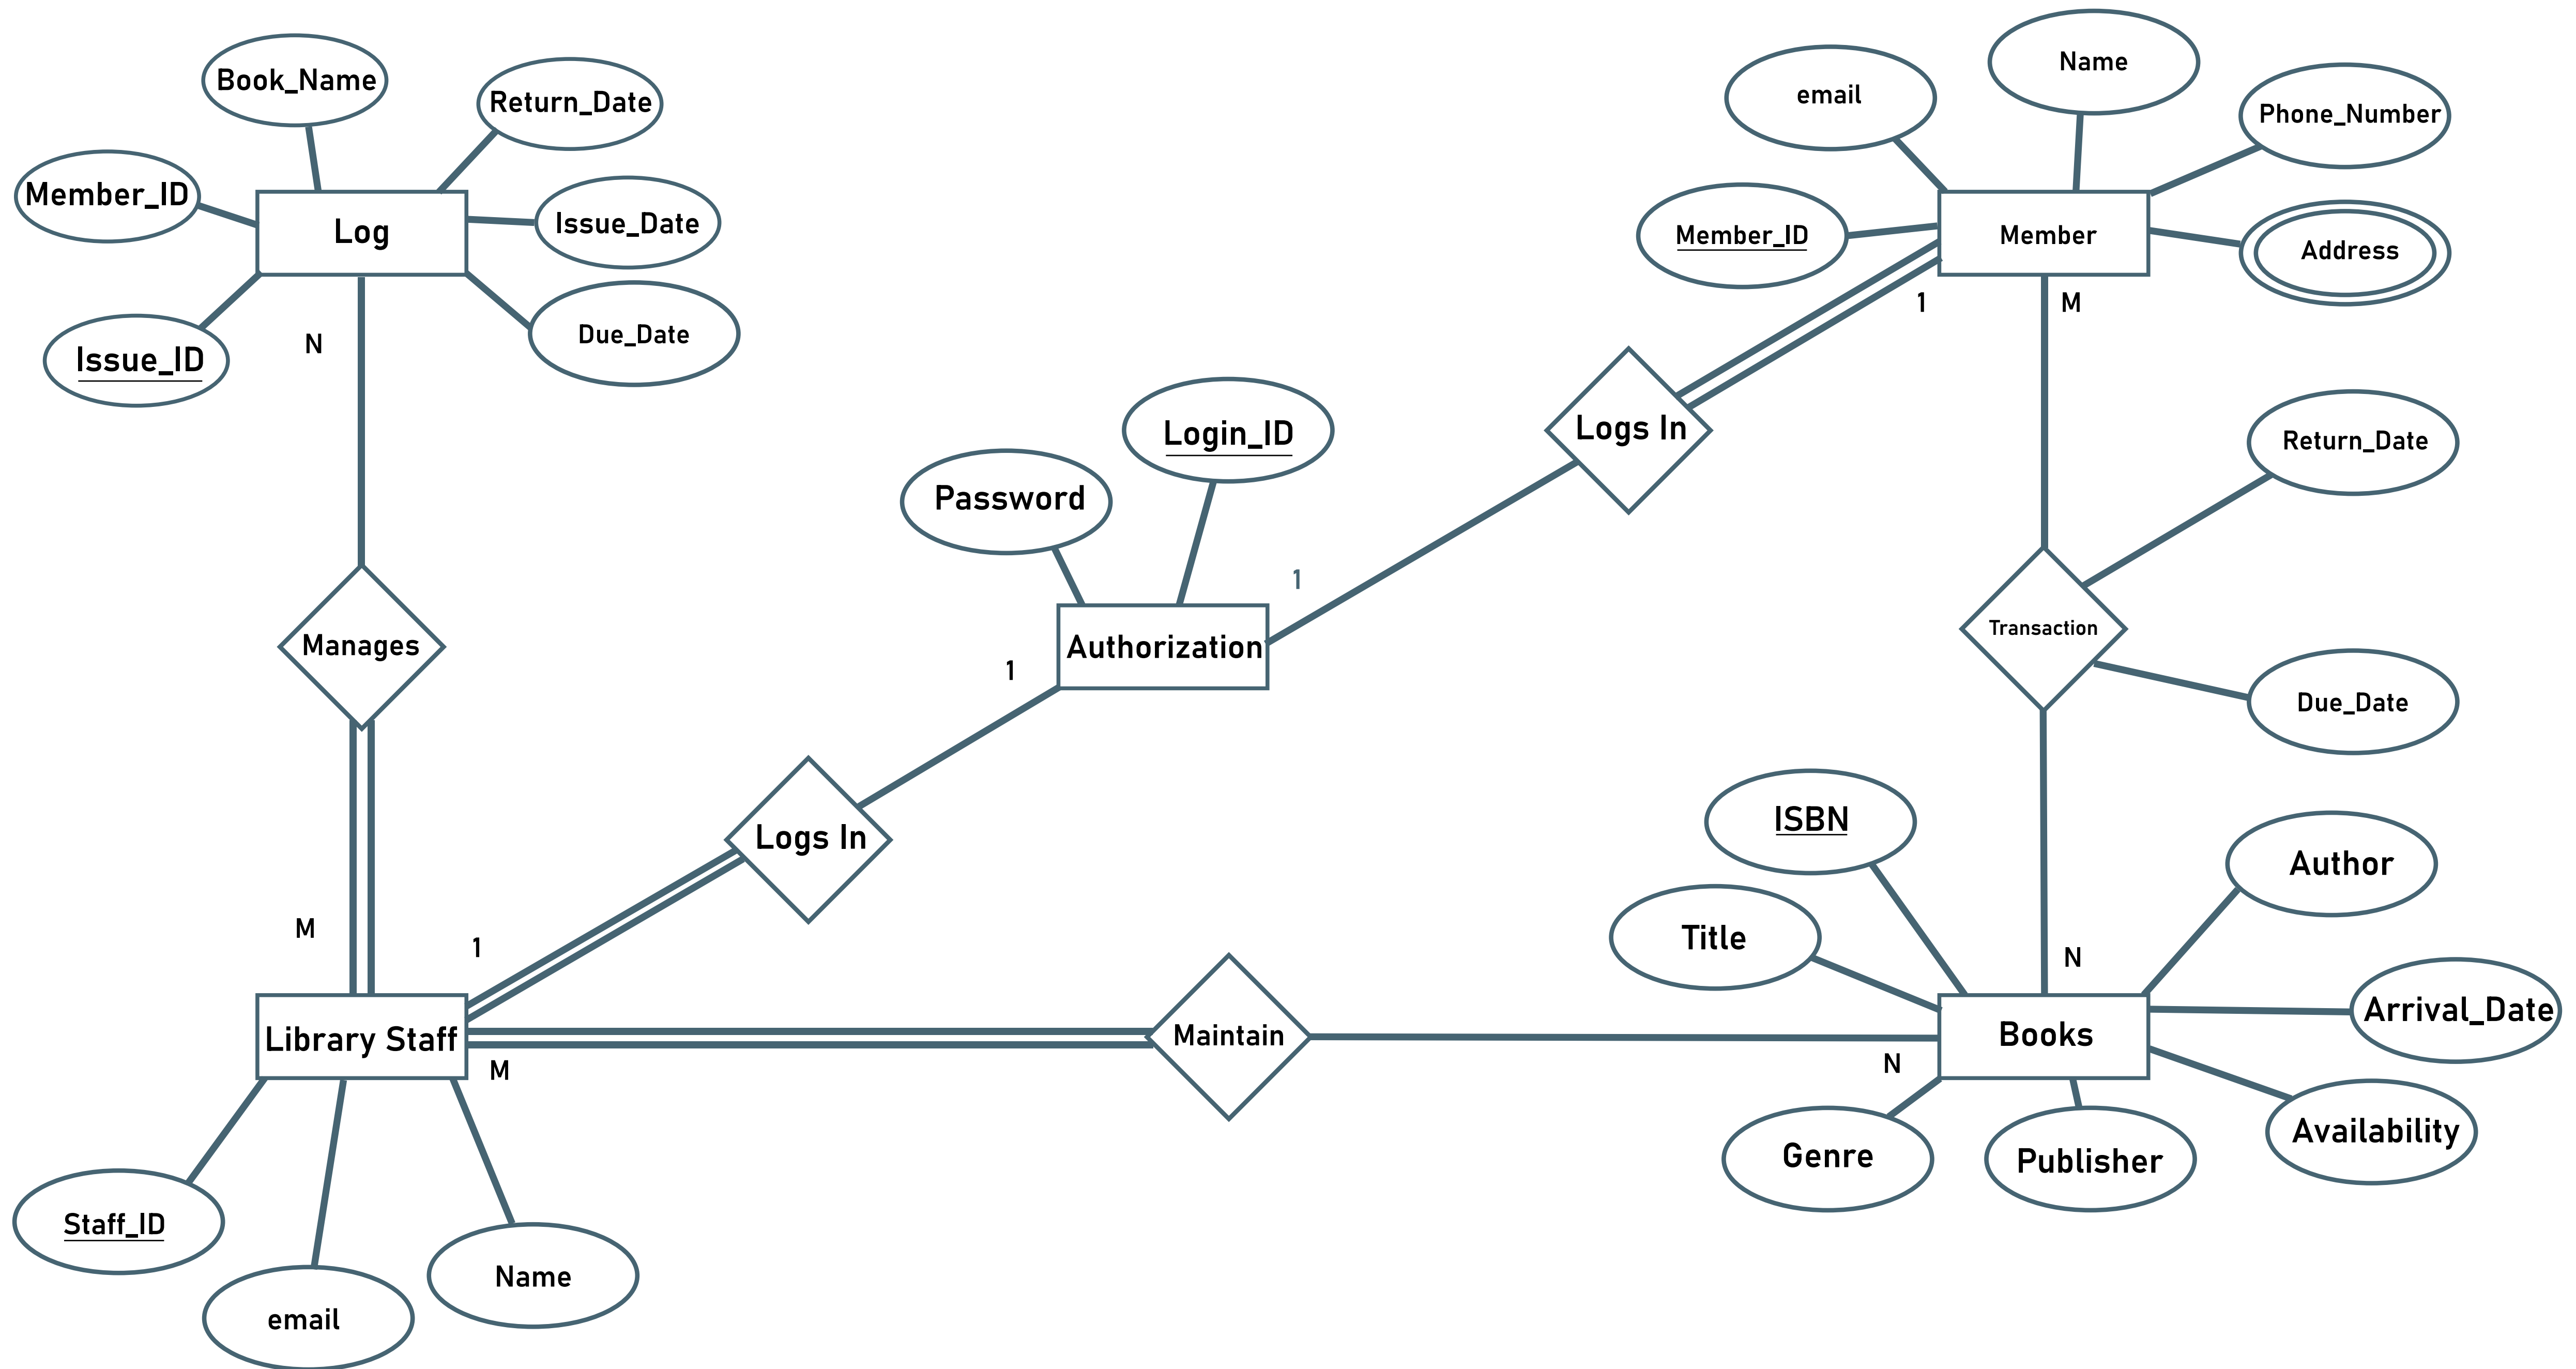 Book_Name
Return_Date
Member_ID
Log
Issue_Date
Issue_ID
Due_Date
N
Manages
M
email
Name
Phone_Number
Member_ID
Member
Address
1
M
Logs In
Return_Date
Transaction
Due_Date
Login_ID
Password
1
Authorization
1
Logs In
1
Library Staff
M
Maintain
N
ISBN
Title
Author
N
Arrival_Date
Books
Availability
Genre
Publisher
Staff_ID
email
Name